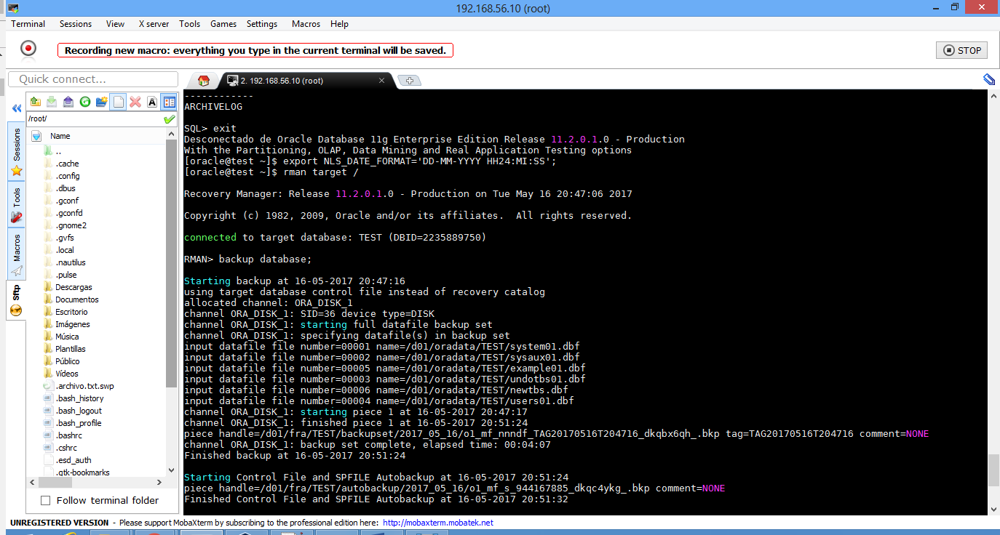 192.168.56.10 (root)
Terminal Sessions View X server Tools Games Settings Macros Help
Recording new macro: everything you type in the current terminal will be saved.
STOP
Quick connect...
2. 192.168.56.10 (root)
/root/
Name
..
.cache
.config
.dbus
.gconf
.gconfd
.gnome2
.gvfs
.local
.nautilus
.pulse
Descargas
Documentos
Escritorio
Imágenes
Música
Plantillas
Público
Vídeos
.archivo.txt.swp
.bash_history
.bash_logout
.bash_profile
.bashrc
.cshrc
.esd_auth
.gtk-bookmarks
Follow terminal folder
Sessions
Tools
Macros
Sftp
------------
ARCHIVELOG
SQL> exit
Desconectado de Oracle Database 11g Enterprise Edition Release 11.2.0.1.0 - Production
With the Partitioning, OLAP, Data Mining and Real Application Testing options
[oracle@test ~]$ export NLS_DATE_FORMAT='DD-MM-YYYY HH24:MI:SS';
[oracle@test ~]$ rman target /
Recovery Manager: Release 11.2.0.1.0 - Production on Tue May 16 20:47:06 2017
Copyright (c) 1982, 2009, Oracle and/or its affiliates.  All rights reserved.
connected to target database: TEST (DBID=2235889750)
RMAN> backup database;
Starting backup at 16-05-2017 20:47:16
using target database control file instead of recovery catalog
allocated channel: ORA_DISK_1
channel ORA_DISK_1: SID=36 device type=DISK
channel ORA_DISK_1: starting full datafile backup set
channel ORA_DISK_1: specifying datafile(s) in backup set
input datafile file number=00001 name=/d01/oradata/TEST/system01.dbf
input datafile file number=00002 name=/d01/oradata/TEST/sysaux01.dbf
input datafile file number=00005 name=/d01/oradata/TEST/example01.dbf
input datafile file number=00003 name=/d01/oradata/TEST/undotbs01.dbf
input datafile file number=00006 name=/d01/oradata/TEST/newtbs.dbf
input datafile file number=00004 name=/d01/oradata/TEST/users01.dbf
channel ORA_DISK_1: starting piece 1 at 16-05-2017 20:47:17
channel ORA_DISK_1: finished piece 1 at 16-05-2017 20:51:24
piece handle=/d01/fra/TEST/backupset/2017_05_16/o1_mf_nnndf_TAG20170516T204716_dkqbx6qh_.bkp tag=TAG20170516T204716 comment=NONE
channel ORA_DISK_1: backup set complete, elapsed time: 00:04:07
Finished backup at 16-05-2017 20:51:24
Starting Control File and SPFILE Autobackup at 16-05-2017 20:51:24
piece handle=/d01/fra/TEST/autobackup/2017_05_16/o1_mf_s_944167885_dkqc4ykg_.bkp comment=NONE
Finished Control File and SPFILE Autobackup at 16-05-2017 20:51:32
UNREGISTERED VERSION - Please support MobaXterm by subscribing to the professional edition here: http://mobaxterm.mobatek.net